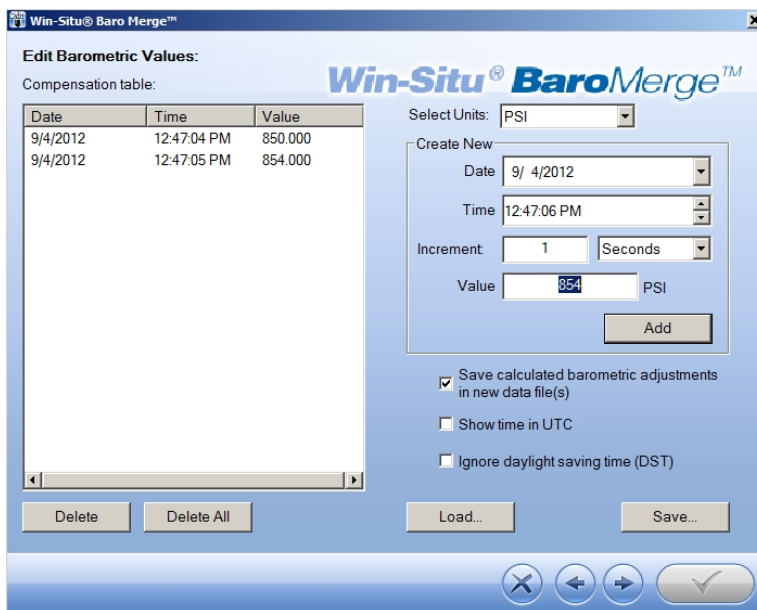 Win-Situ® Baro Merge™
Edit Barometric Values:
Win-Situ® BaroMerge™
Compensation table:
Date Time Value
9/4/2012 12:47:04 PM 850.000
9/4/2012 12:47:05 PM 854.000
Select Units: PSI
Create New
Date 9/ 4/2012
Time 12:47:06 PM
Increment: 1 Seconds
Value 854 PSI
Add
Save calculated barometric adjustments
in new data file(s)
Show time in UTC
Ignore daylight saving time (DST)
Delete Delete All Load... Save...